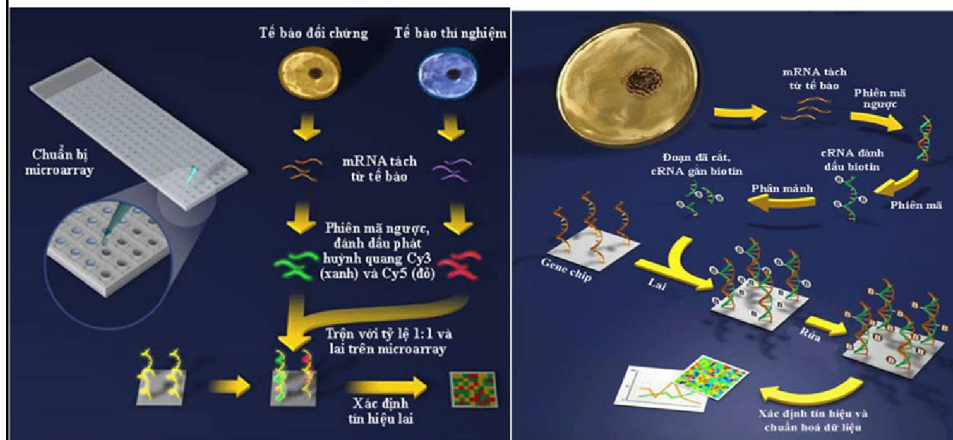 Tế bào đối chứng
Tế bào thí nghiệm
Chuẩn bị
microarray
mRNA tách
từ tế bào
Phiên mã ngược,
đánh dấu phát
huỳnh quang Cy3
(xanh) và Cy5 (đỏ)
Trộn với tỷ lệ 1:1 và
lai trên microarray
Xác định
tín hiệu lai
mRNA tách
từ tế bào
Phiên mã
ngược
Đoạn đã cắt,
cRNA gắn biotin
cRNA đánh
dấu biotin
Phân mảnh
Phiên mã
Gene chip
Lai
Rửa
Xác định tín hiệu và
chuẩn hoá dữ liệu